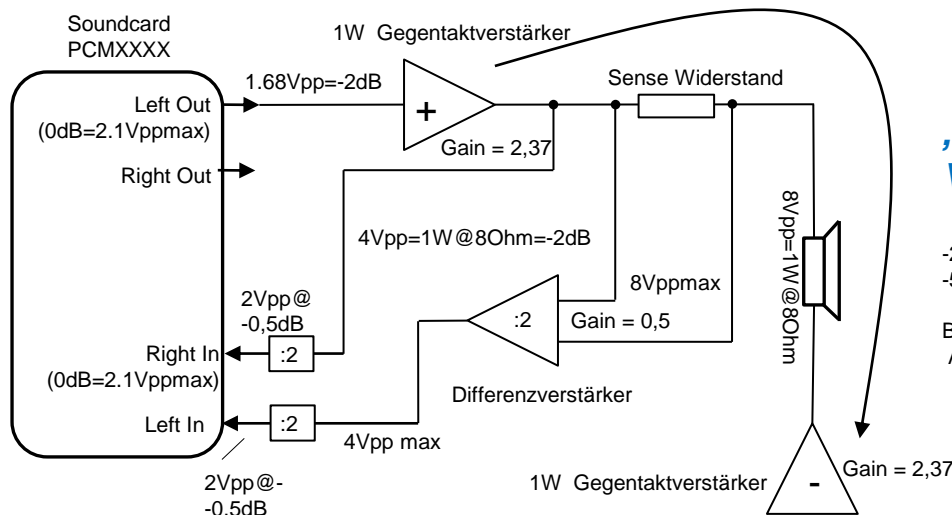 Soundcard
PCMXXXX
1W Gegentaktverstärker
1.68Vpp=-2dB
Sense Widerstand
Left Out
(0dB=2.1Vppmax)
+
Gain = 2,37
Right Out
4Vpp=1W@8Ohm=-2dB
8Vpp=1W@8Ohm
8Vppmax
2Vpp@
-0,5dB
:2
Gain = 0,5
:2
Right In
(0dB=2.1Vppmax)
Differenzverstärker
Left In
:2
4Vpp max
2Vpp@-
-0.5dB
1W Gegentaktverstärker
-
Gain = 2,37